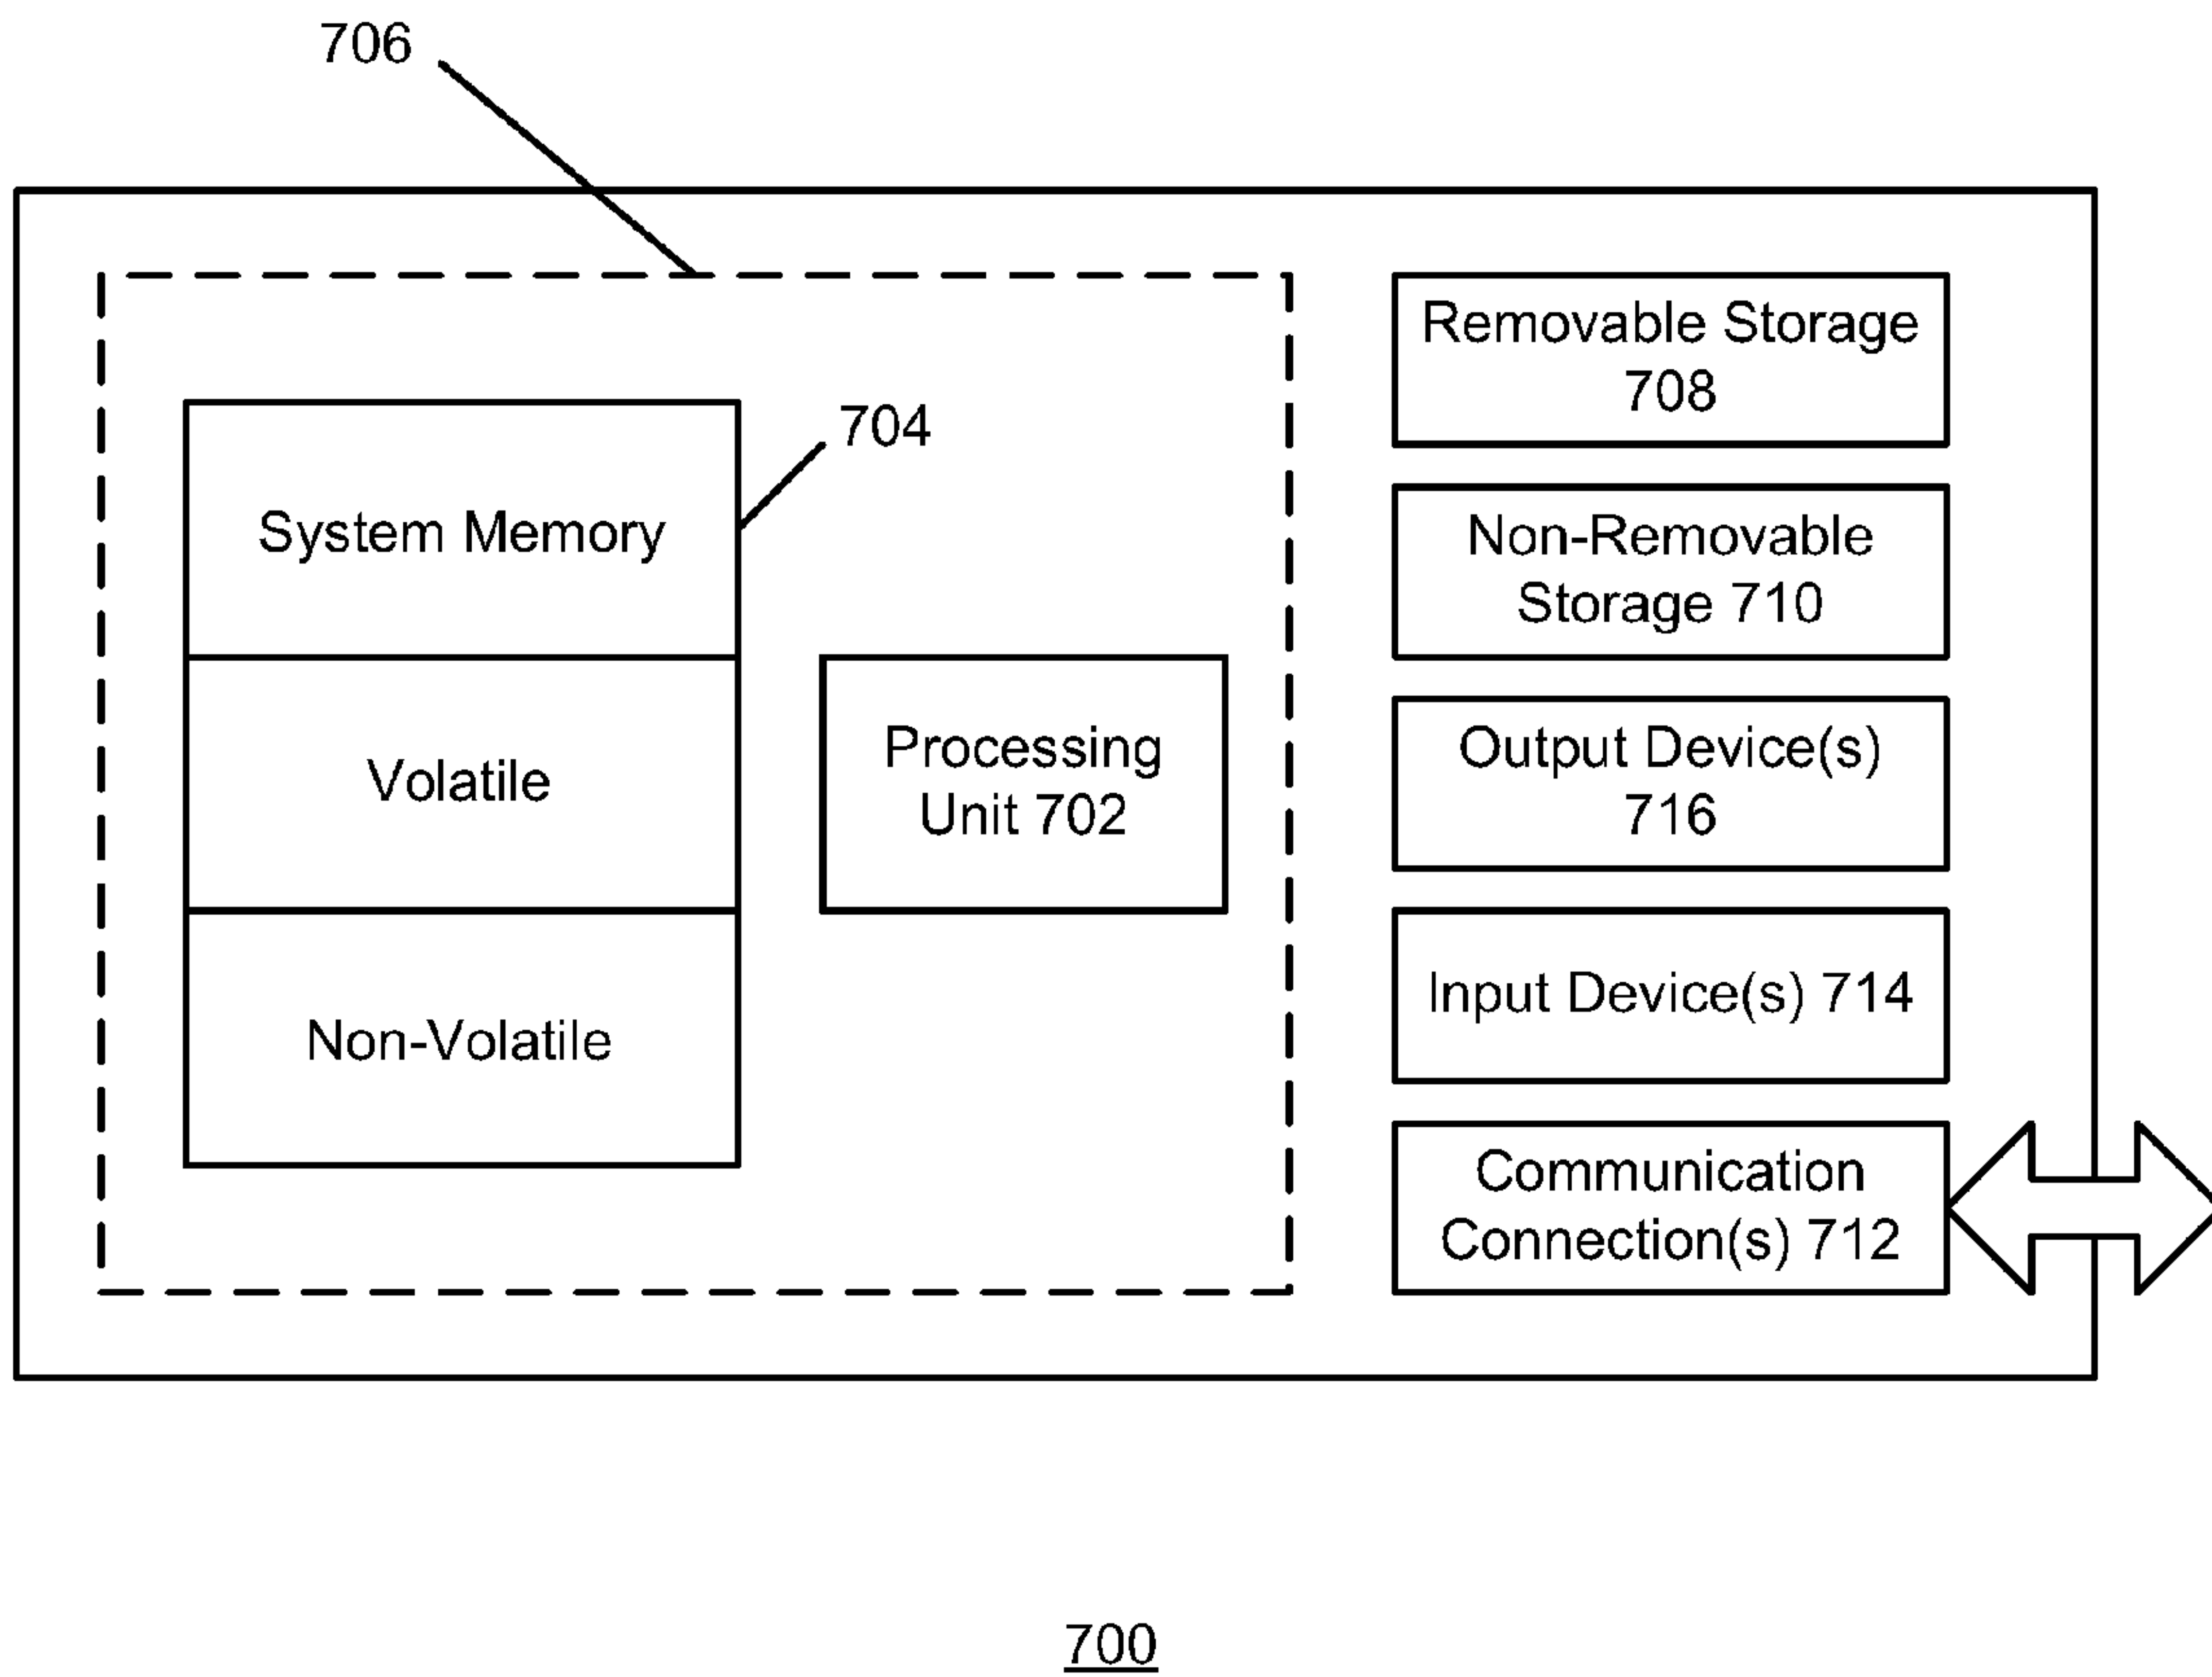 706
704
System Memory
Volatile
Non-Volatile
Processing
Unit 702
Removable Storage
708
Non-Removable
Storage 710
Output Device(s)
716
Input Device(s) 714
Communication
Connection(s) 712
700